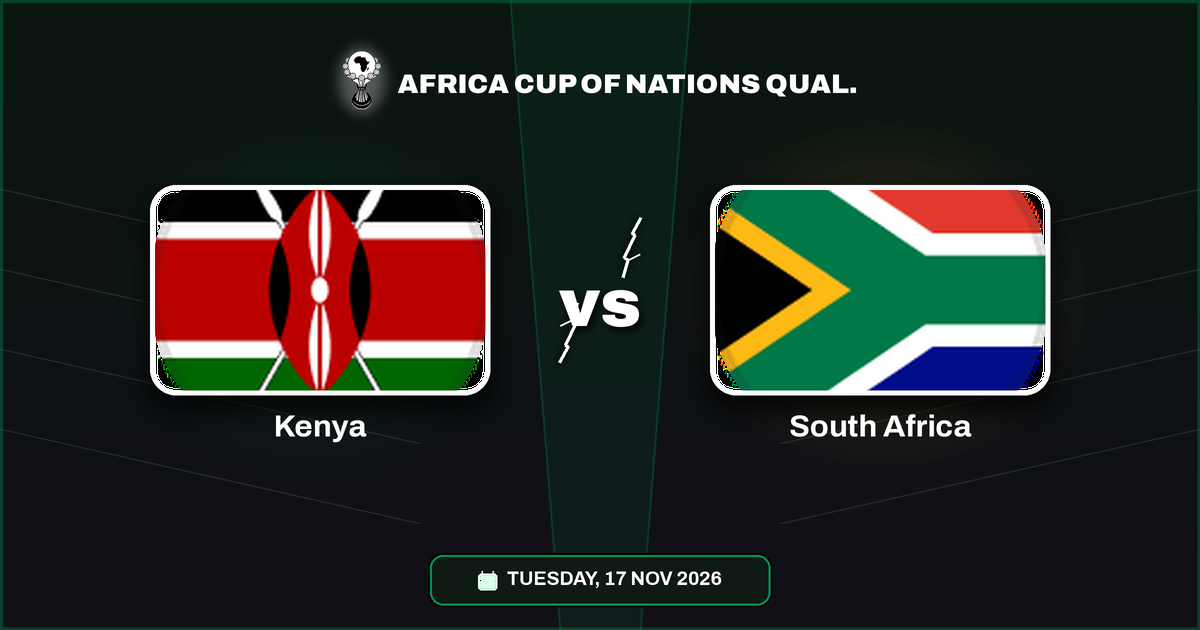 AFRICA CUP OF NATIONS QUAL.
VS
Kenya
South Africa
TUESDAY, 17 NOV 2026